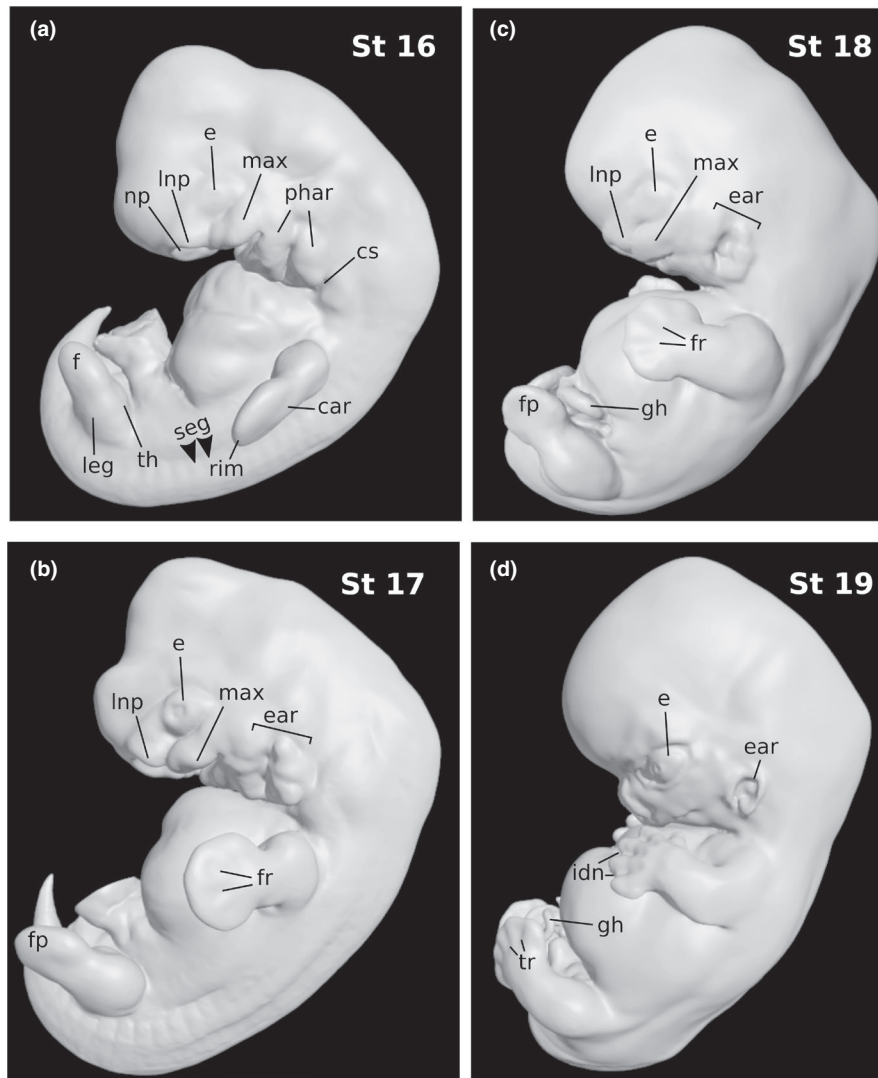 (a)
St 16
e
max
lnp
phar
np
cs
f
car
seg
leg
th
rim
(c)
St 18
e
max
lnp
ear
fr
fp
gh
(b)
St 17
e
max
lnp
ear
fr
fp
(d)
St 19
e
ear
idn
gh
tr